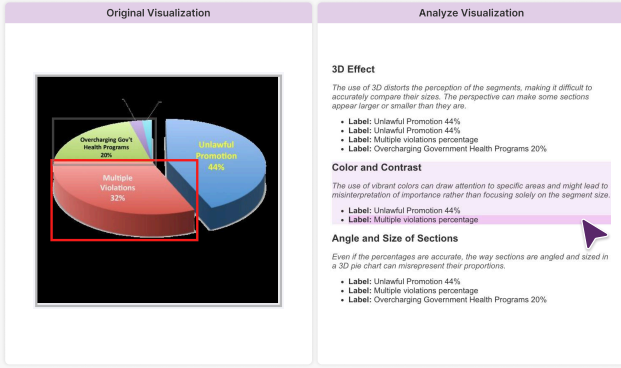 Original Visualization
Overcharging Gov't
Health Programs
20%
Unlawful
Promotion
44%
Multiple
Violations
32%
Analyze Visualization
3D Effect
The use of 3D distorts the perception of the segments, making it difficult to
accurately compare their sizes. The perspective can make some sections
appear larger or smaller than they are.
• Label: Unlawful Promotion 44%
• Label: Unlawful Promotion 44%
• Label: Multiple violations percentage
• Label: Overcharging Government Health Programs 20%
Color and Contrast
The use of vibrant colors can draw attention to specific areas and might lead to
misinterpretation of importance rather than focusing solely on the segment size.
• Label: Unlawful Promotion 44%
• Label: Multiple violations percentage
Angle and Size of Sections
Even if the percentages are accurate, the way sections are angled and sized in
a 3D pie chart can misrepresent their proportions.
• Label: Unlawful Promotion 44%
• Label: Multiple violations percentage
• Label: Overcharging Government Health Programs 20%